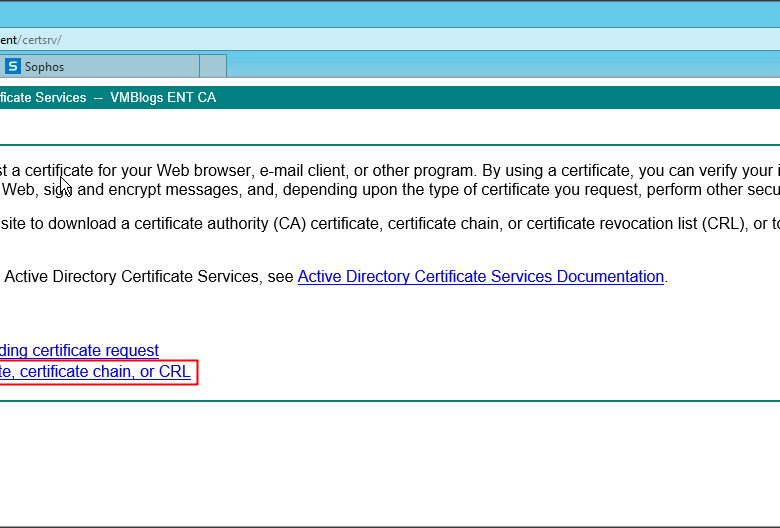 ent/certsrv/
S Sophos
ficate Services -- VMBlogs ENT CA
st a certificate for your Web browser, e-mail client, or other program. By using a certificate, you can verify your i
Web, sign and encrypt messages, and, depending upon the type of certificate you request, perform other secu
site to download a certificate authority (CA) certificate, certificate chain, or certificate revocation list (CRL), or to
Active Directory Certificate Services, see Active Directory Certificate Services Documentation.
ding certificate request
te, certificate chain, or CRL